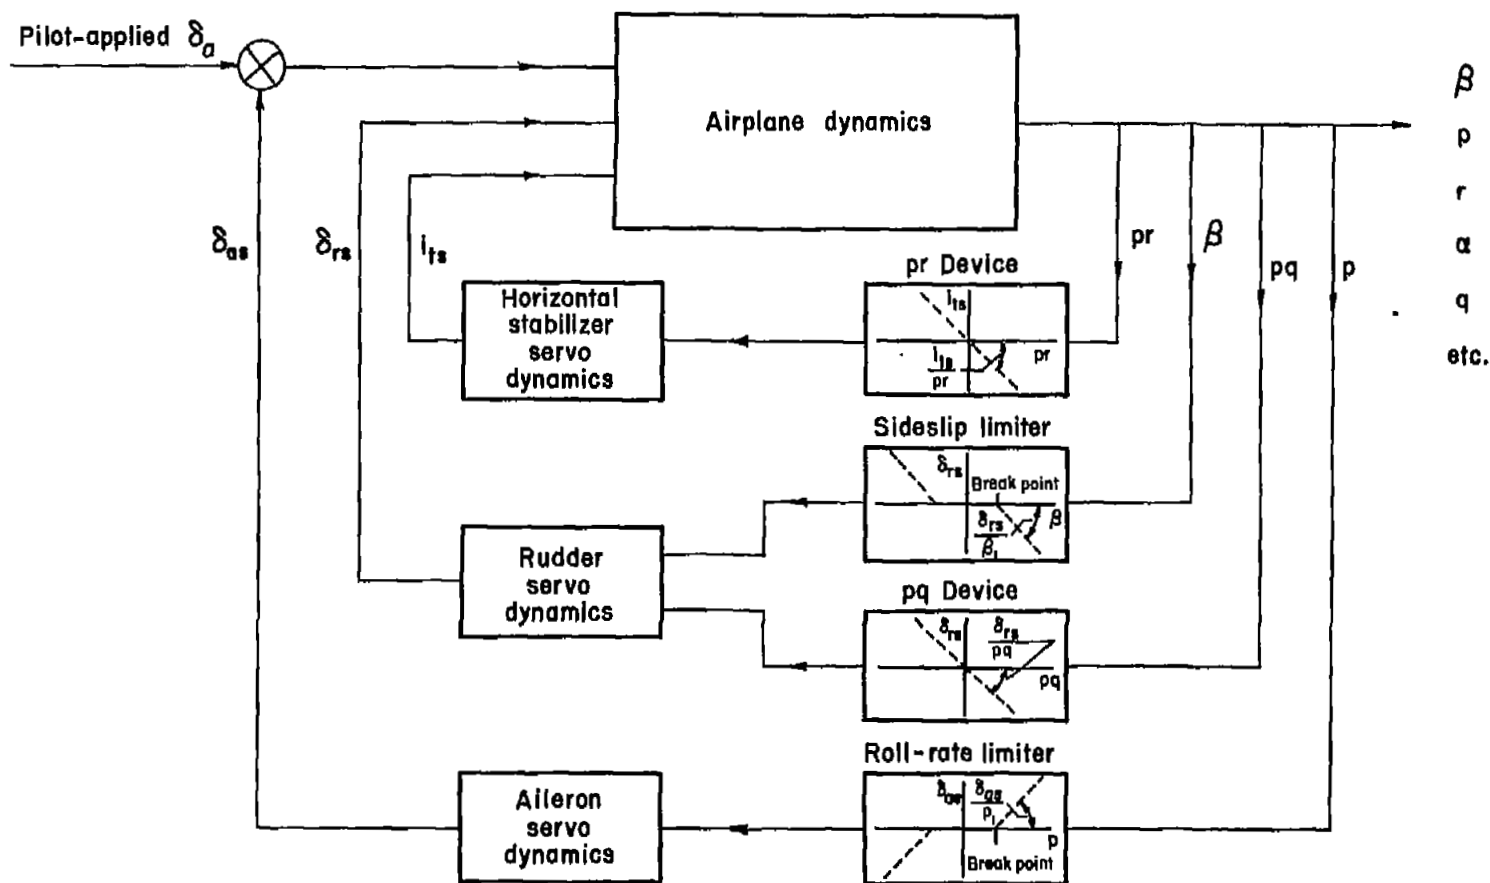 Pilot-applied δa
Airplane dynamics
β
p
r
α
q
etc.
δas
δrs
its
pr
β
pq
p
pr Device
its
pr
its/pr
Horizontal
stabilizer
servo
dynamics
Sideslip limiter
δrs
Break point
δrs/β1
β
Rudder
servo
dynamics
pq Device
δrs
δrs/pq
pq
Roll-rate limiter
δas
δas/p1
p
Break point
Aileron
servo
dynamics